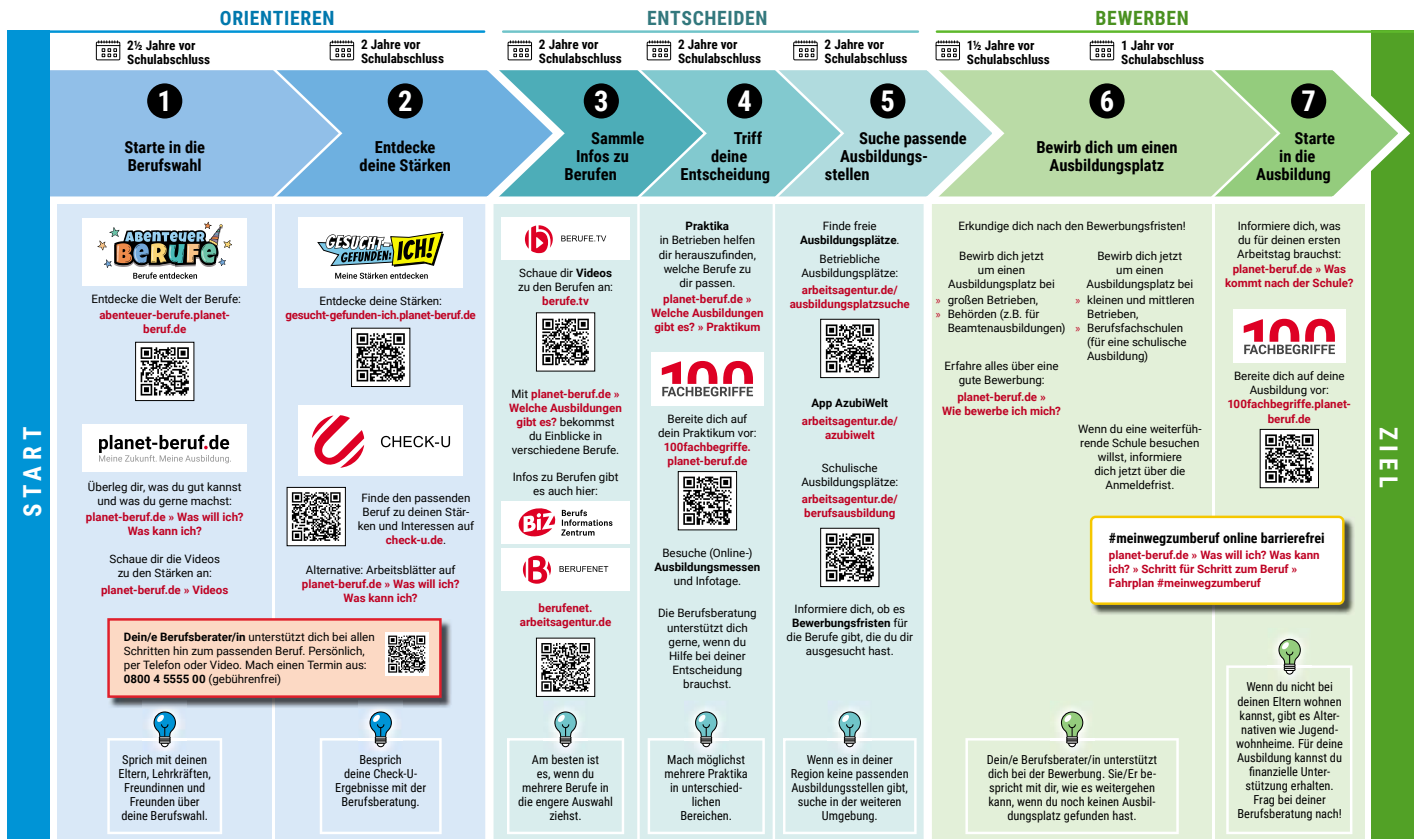 ORIENTIEREN
ENTSCHEIDEN
BEWERBEN
START
2½ Jahre vor
Schulabschluss
2 Jahre vor
Schulabschluss
2 Jahre vor
Schulabschluss
2 Jahre vor
Schulabschluss
2 Jahre vor
Schulabschluss
1½ Jahre vor
Schulabschluss
1 Jahr vor
Schulabschluss
1
Starte in die
Berufswahl
2
Entdecke
deine Stärken
3
Sammle
Infos zu
Berufen
4
Triff
deine
Entscheidung
5
Suche passende
Ausbildungs-
stellen
6
Bewirb dich um einen
Ausbildungsplatz
7
Starte
in die
Ausbildung
ABENTEUER
BERUFE
Berufe entdecken
Entdecke die Welt der Berufe:
abenteuer-berufe.planet-
beruf.de
planet-beruf.de
Meine Zukunft. Meine Ausbildung.
Überleg dir, was du gut kannst
und was du gerne machst:
planet-beruf.de » Was will ich?
Was kann ich?
Schaue dir die Videos
zu den Stärken an:
planet-beruf.de » Videos
GESUCHT-
GEFUNDEN: ICH!
Meine Stärken entdecken
Entdecke deine Stärken:
gesucht-gefunden-ich.planet-beruf.de
CHECK-U
Finde den passenden
Beruf zu deinen Stär-
ken und Interessen auf
check-u.de.
Alternative: Arbeitsblätter auf
planet-beruf.de » Was will ich?
Was kann ich?
Dein/e Berufsberater/in unterstützt dich bei allen
Schritten hin zum passenden Beruf. Persönlich,
per Telefon oder Video. Mach einen Termin aus:
0800 4 5555 00 (gebührenfrei)
Sprich mit deinen
Eltern, Lehrkräften,
Freundinnen und
Freunden über
deine Berufswahl.
Besprich
deine Check-U-
Ergebnisse mit der
Berufsberatung.
BERUFE.TV
Schaue dir Videos
zu den Berufen an:
berufe.tv
Mit planet-beruf.de »
Welche Ausbildungen
gibt es? bekommst
du Einblicke in
verschiedene Berufe.
Infos zu Berufen gibt
es auch hier:
BiZ
Berufs
Informations
Zentrum
BERUFENET
berufenet.
arbeitsagentur.de
Am besten ist
es, wenn du
mehrere Berufe in
die engere Auswahl
ziehst.
Praktika
in Betrieben helfen
dir herauszufinden,
welche Berufe zu
dir passen.
planet-beruf.de »
Welche Ausbildungen
gibt es? » Praktikum
100
FACHBEGRIFFE
Bereite dich auf
dein Praktikum vor:
100fachbegriffe.
planet-beruf.de
Besuche (Online-)
Ausbildungsmessen
und Infotage.
Die Berufsberatung
unterstützt dich
gerne, wenn du
Hilfe bei deiner
Entscheidung
brauchst.
Mach möglichst
mehrere Praktika
in unterschied-
lichen
Bereichen.
Finde freie
Ausbildungsplätze.
Betriebliche
Ausbildungsplätze:
arbeitsagentur.de/
ausbildungsplatzsuche
App AzubiWelt
arbeitsagentur.de/
azubiwelt
Schulische
Ausbildungsplätze:
arbeitsagentur.de/
berufsausbildung
Informiere dich, ob es
Bewerbungsfristen für
die Berufe gibt, die du dir
ausgesucht hast.
Wenn es in deiner
Region keine passenden
Ausbildungsstellen gibt,
suche in der weiteren
Umgebung.
Erkundige dich nach den Bewerbungsfristen!
Bewirb dich jetzt
um einen
Ausbildungsplatz bei
» großen Betrieben,
» Behörden (z.B. für
Beamtenausbildungen)
Erfahre alles über eine
gute Bewerbung:
planet-beruf.de »
Wie bewerbe ich mich?
Bewirb dich jetzt
um einen
Ausbildungsplatz bei
» kleinen und mittleren
Betrieben,
» Berufsfachschulen
(für eine schulische
Ausbildung)
Wenn du eine weiterfüh-
rende Schule besuchen
willst, informiere
dich jetzt über die
Anmeldefrist.
#meinwegzumberuf online barrierefrei
planet-beruf.de » Was will ich? Was kann
ich? » Schritt für Schritt zum Beruf »
Fahrplan #meinwegzumberuf
Dein/e Berufsberater/in unterstützt
dich bei der Bewerbung. Sie/Er be-
spricht mit dir, wie es weitergehen
kann, wenn du noch keinen Ausbil-
dungsplatz gefunden hast.
Informiere dich, was
du für deinen ersten
Arbeitstag brauchst:
planet-beruf.de » Was
kommt nach der Schule?
100
FACHBEGRIFFE
Bereite dich auf deine
Ausbildung vor:
100fachbegriffe.planet-
beruf.de
Wenn du nicht bei
deinen Eltern wohnen
kannst, gibt es Alter-
nativen wie Jugend-
wohnheime. Für deine
Ausbildung kannst du
finanzielle Unter-
stützung erhalten.
Frag bei deiner
Berufsberatung nach!
ZIEL